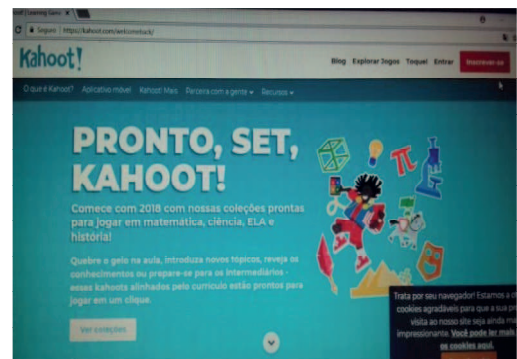 Kahoot! | Learning Game
Seguro | https://kahoot.com/welcomeback/
Kahoot!
Blog Explorar Jogos Toquei Entrar Inscrever-se
O que é Kahoot? Aplicativo móvel Kahoot! Mais Parceria com a gente Recursos
PRONTO, SET,
KAHOOT!
Comece com 2018 com nossas coleções prontas
para jogar em matemática, ciência, ELA e
história!
Quebre o gelo na aula, introduza novos tópicos, reveja os
conhecimentos ou prepare-se para os intermediários -
esses kahoots alinhados pelo currículo estão prontos para
jogar em um clique.
Ver coleções
Trata por seu navegador! Estamos a
cookies agradáveis para que a sua
visita ao nosso site seja ainda
impressionante. Você pode ler mais
os cookies aqui.